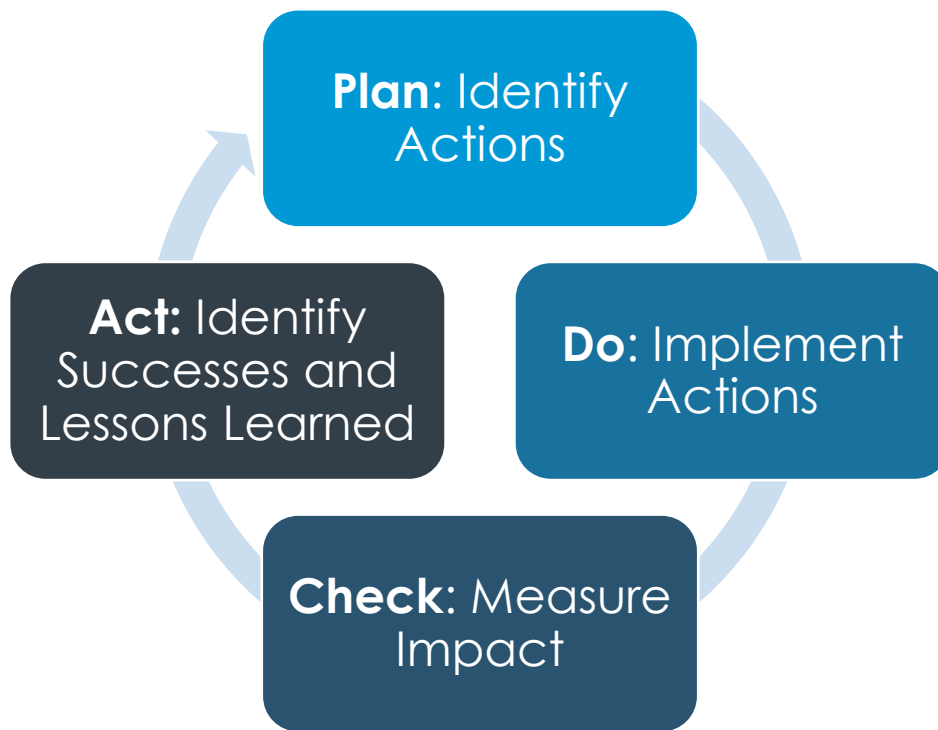 Plan: Identify
Actions
Do: Implement
Actions
Check: Measure
Impact
Act: Identify
Successes and
Lessons Learned